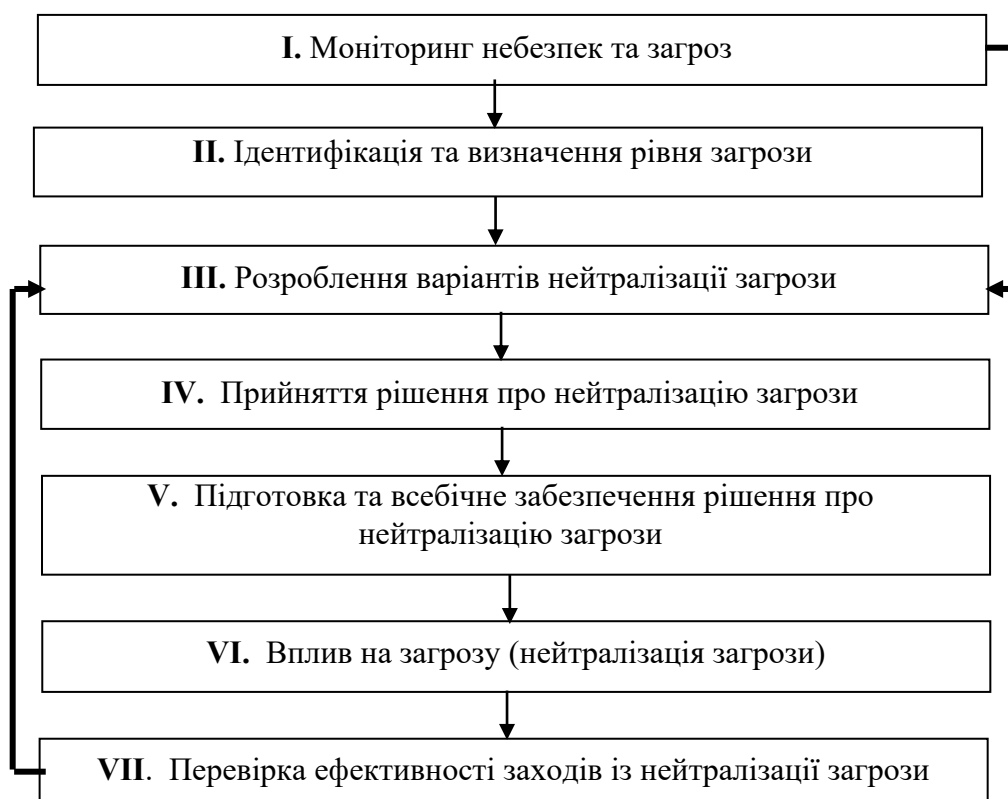 I. Моніторинг небезпек та загроз
II. Ідентифікація та визначення рівня загрози
III. Розроблення варіантів нейтралізації загрози
IV. Прийняття рішення про нейтралізацію загрози
V. Підготовка та всебічне забезпечення рішення про
нейтралізацію загрози
VI. Вплив на загрозу (нейтралізація загрози)
VII. Перевірка ефективності заходів із нейтралізації загрози